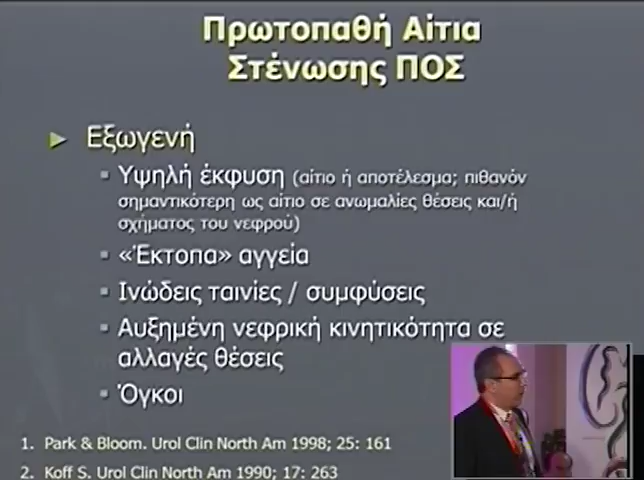 Πρωτοπαθή Αίτια
Στένωσης ΠΟΣ
Εξωγενή
Υψηλή έκφυση (αίτιο ή αποτέλεσμα; πιθανόν
σημαντικότερη ως αίτιο σε ανωμαλίες θέσεις και/ή
σχήματος του νεφρού)
«Έκτοπα» αγγεία
Ινώδεις ταινίες / συμφύσεις
Αυξημένη νεφρική κινητικότητα σε
αλλαγές θέσεις
Όγκοι
1. Park & Bloom. Urol Clin North Am 1998; 25: 161
2. Koff S. Urol Clin North Am 1990; 17: 263